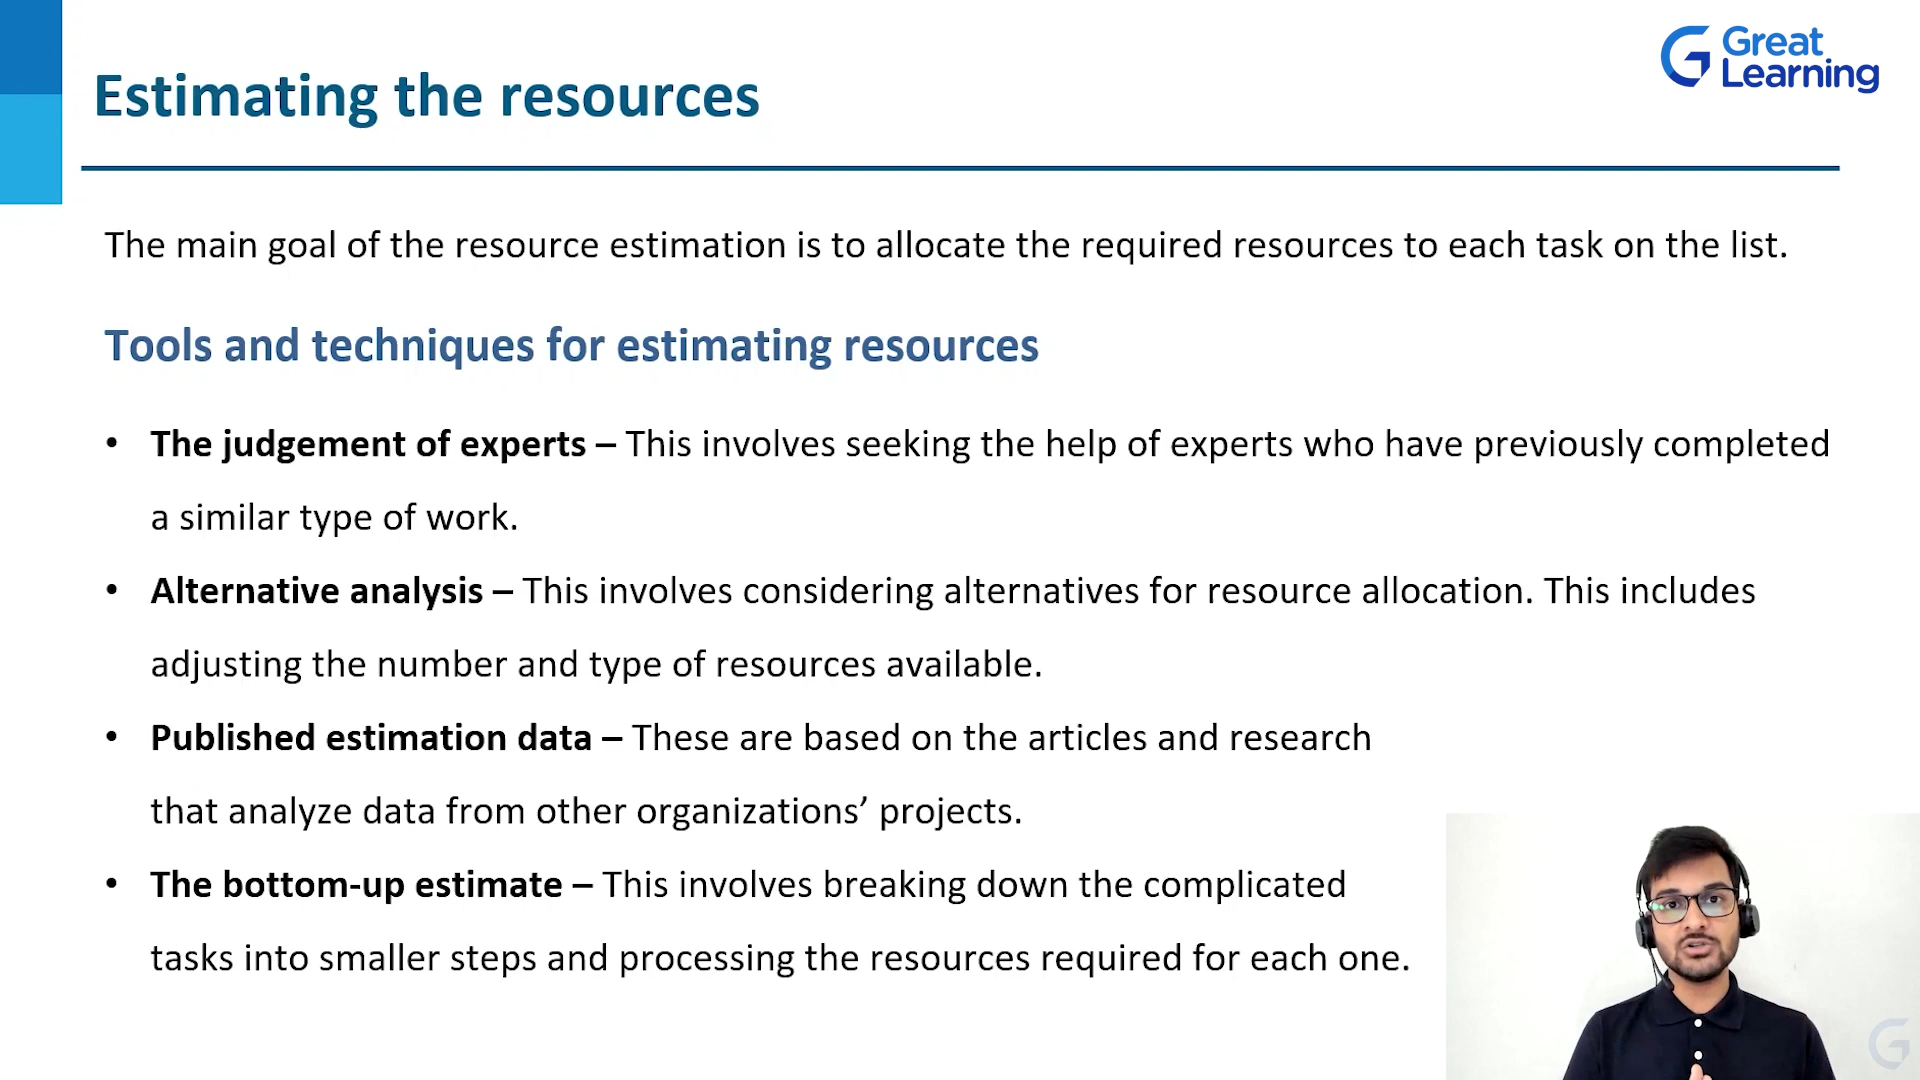 Great
Learning
Estimating the resources
The main goal of the resource estimation is to allocate the required resources to each task on the list.
Tools and techniques for estimating resources
• The judgement of experts – This involves seeking the help of experts who have previously completed
a similar type of work.
• Alternative analysis – This involves considering alternatives for resource allocation. This includes
adjusting the number and type of resources available.
• Published estimation data – These are based on the articles and research
that analyze data from other organizations’ projects.
• The bottom-up estimate – This involves breaking down the complicated
tasks into smaller steps and processing the resources required for each one.